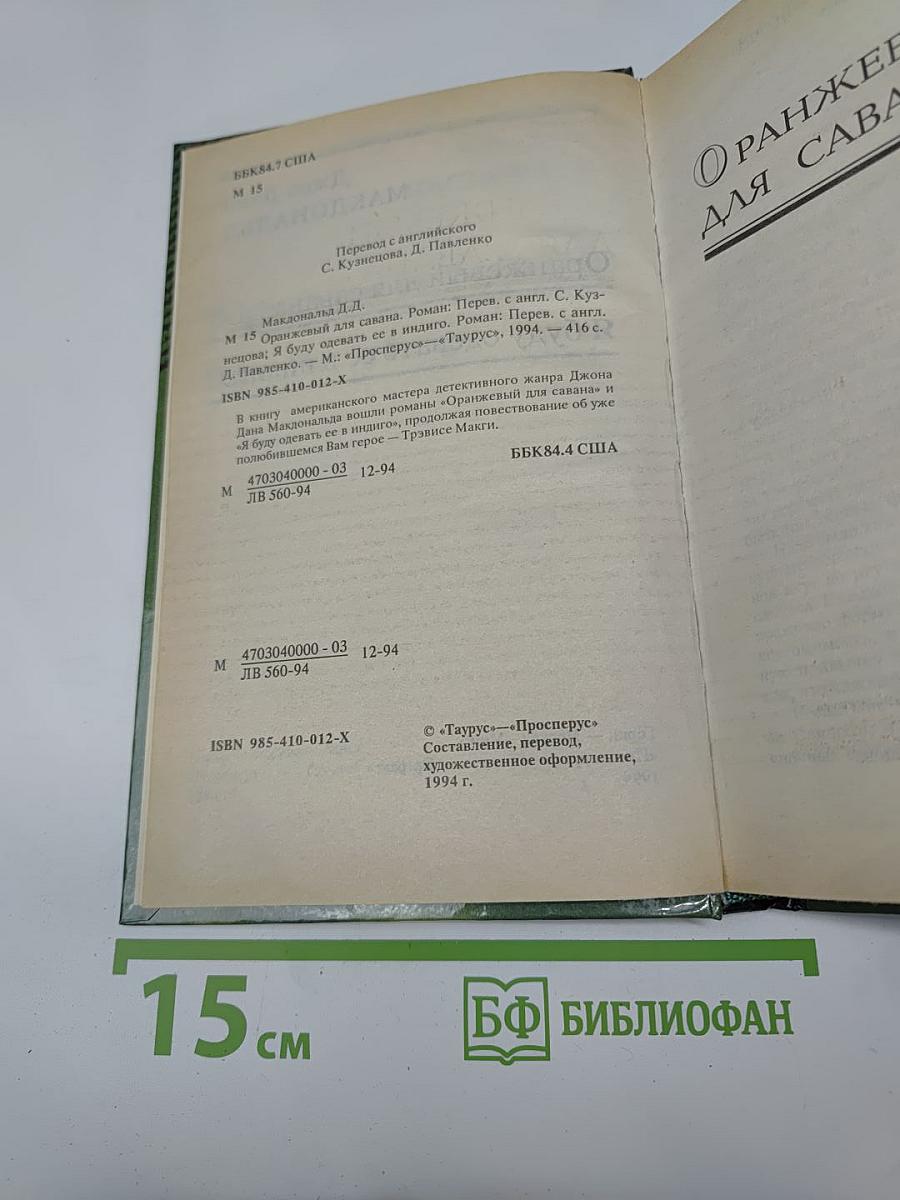 ББК84.7 США
М 15
Перевод с английского
С. Кузнецова, Д. Павленко
Макдональд Д.Д.
М 15 Оранжевый для савана. Роман: Перев. с англ. С. Куз-
нецова; Я буду одевать ее в индиго. Роман: Перев. с англ.
Д. Павленко. — М.: «Просперус»—«Таурус», 1994. — 416 с.
ISBN 985-410-012-X
В книгу американского мастера детективного жанра Джона
Дана Макдональда вошли романы «Оранжевый для савана» и
«Я буду одевать ее в индиго», продолжая повествование об уже
полюбившемся Вам герое — Трэвисе Макги.
М 4703040000 - 03 12-94
ЛВ 560-94
ББК84.4 США
М 4703040000 - 03 12-94
ЛВ 560-94
ISBN 985-410-012-X
© «Таурус»—«Просперус»
Составление, перевод,
художественное оформление,
1994 г.
ОРАНЖЕВ
ДЛЯ САВА
15 см
БФ БИБЛИОФАН